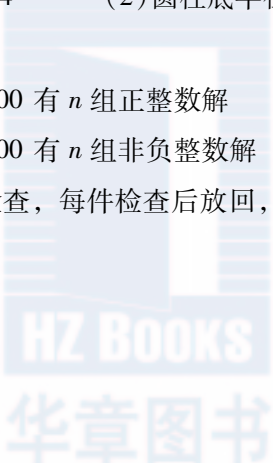 (2)圆柱底半
00 有 n 组正整数解
00 有 n 组非负整数解
查，每件检查后放回，
HZ BOOKS
华章图书